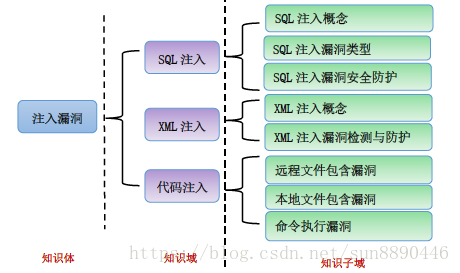 SQL 注入概念
SQL 注入漏洞类型
SQL 注入
SQL 注入漏洞安全防护
XML 注入概念
注入漏洞
XML 注入
XML 注入漏洞检测与防护
远程文件包含漏洞
代码注入
本地文件包含漏洞
命令执行漏洞
https://blog.csdn.net/sun8890446
知识体
知识域
知识子域